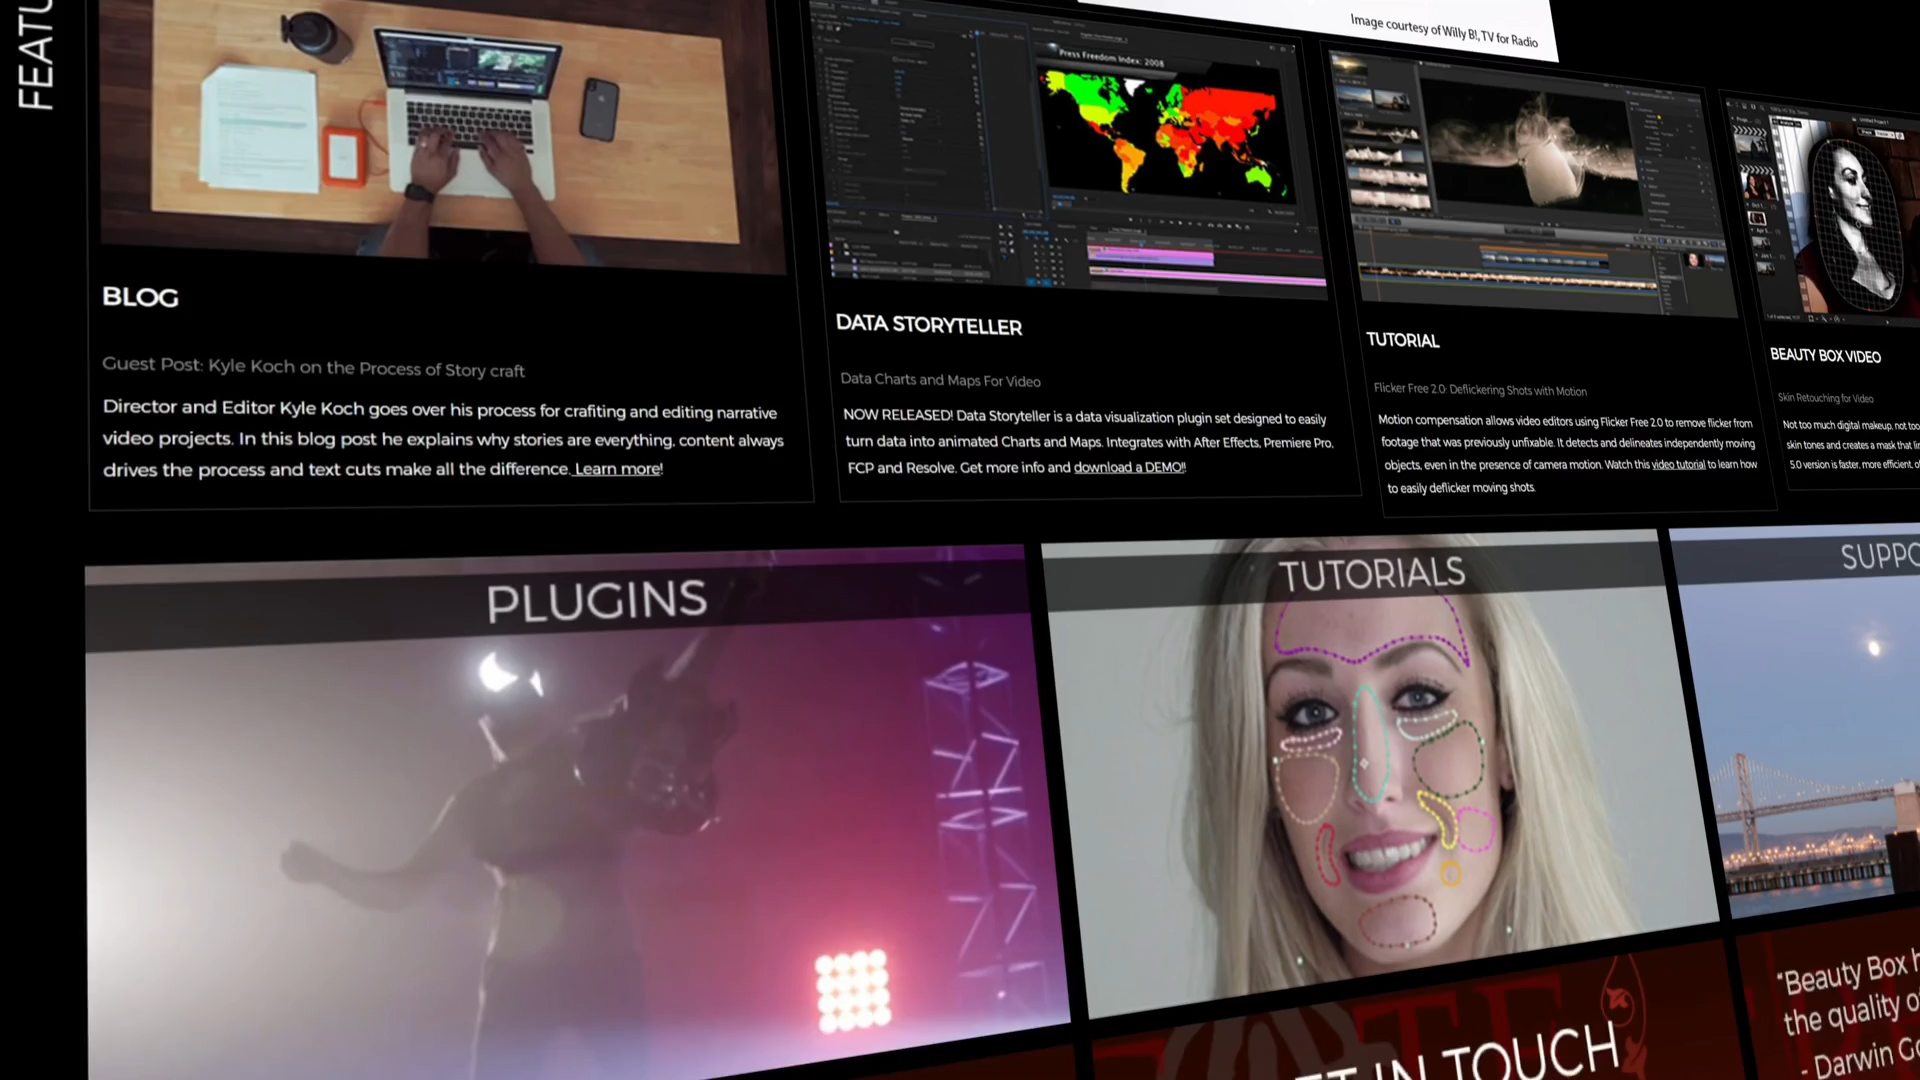 FEATU
Image courtesy of Willy B!, TV for Radio
Press Freedom Index: 2008
BLOG
Guest Post: Kyle Koch on the Process of Story craft
Director and Editor Kyle Koch goes over his process for crafiting and editing narrative
video projects. In this blog post he explains why stories are everything, content always
drives the process and text cuts make all the difference. Learn more!
DATA STORYTELLER
Data Charts and Maps For Video
NOW RELEASED! Data Storyteller is a data visualization plugin set designed to easily
turn data into animated Charts and Maps. Integrates with After Effects, Premiere Pro,
FCP and Resolve. Get more info and download a DEMO!!
TUTORIAL
Flicker Free 2.0: Deflickering Shots with Motion
Motion compensation allows video editors using Flicker Free 2.0 to remove flicker from
footage that was previously unfixable. It detects and delineates independently moving
objects, even in the presence of camera motion. Watch this video tutorial to learn how
to easily deflicker moving shots.
BEAUTY BOX VIDEO
Skin Retouching for Video
Not too much digital makeup, not too
skin tones and creates a mask that
5.0 version is faster, more efficient,
PLUGINS
TUTORIALS
SUPPO
IN TOUCH
"Beauty Box
the quality
- Darwin